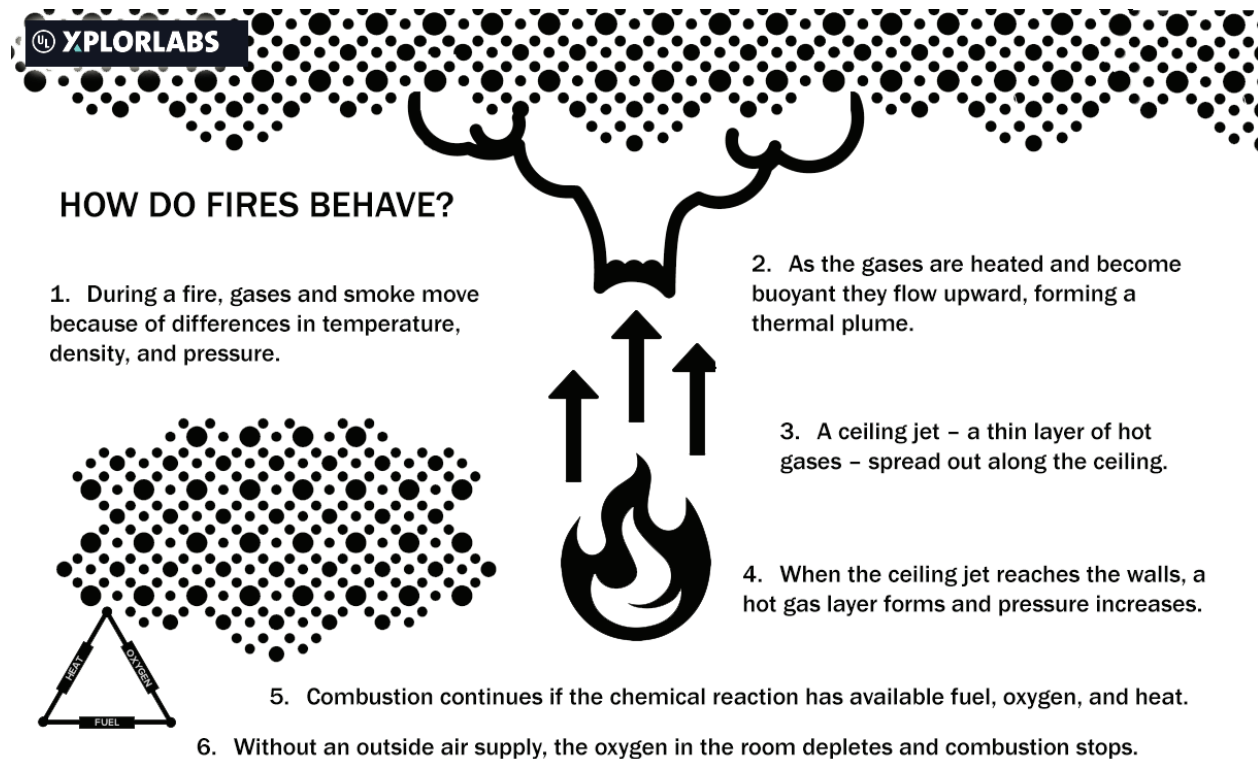 UL XPLORLABS
HOW DO FIRES BEHAVE?
1. During a fire, gases and smoke move
because of differences in temperature,
density, and pressure.
2. As the gases are heated and become
buoyant they flow upward, forming a
thermal plume.
3. A ceiling jet – a thin layer of hot
gases – spread out along the ceiling.
4. When the ceiling jet reaches the walls, a
hot gas layer forms and pressure increases.
HEAT
OXYGEN
FUEL
5. Combustion continues if the chemical reaction has available fuel, oxygen, and heat.
6. Without an outside air supply, the oxygen in the room depletes and combustion stops.